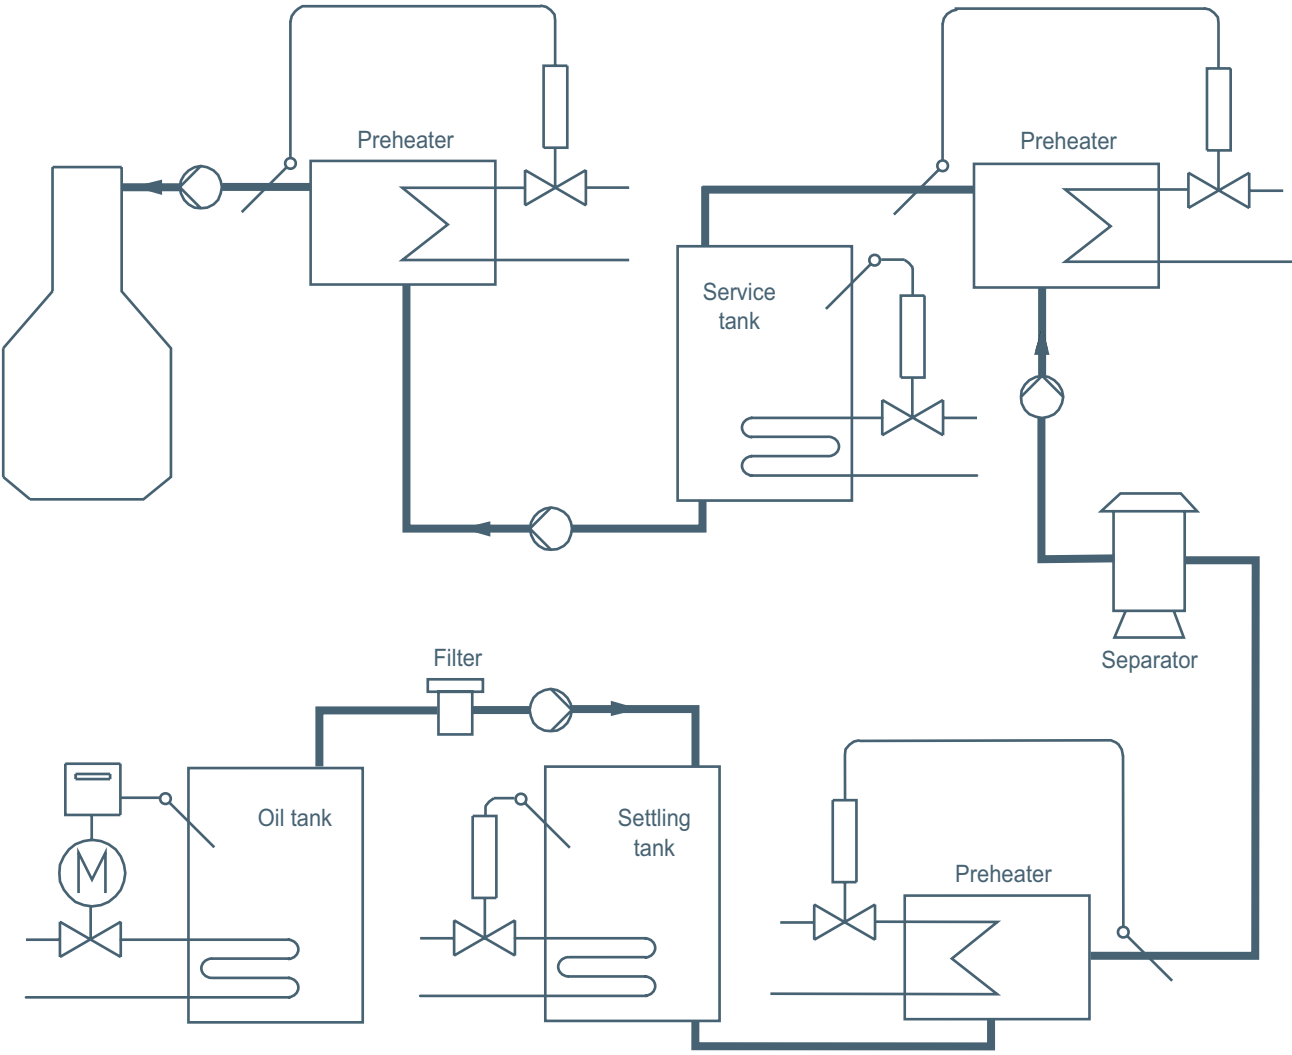 Preheater
Preheater
Service
tank
Separator
Filter
Oil tank
Settling
tank
Preheater
M